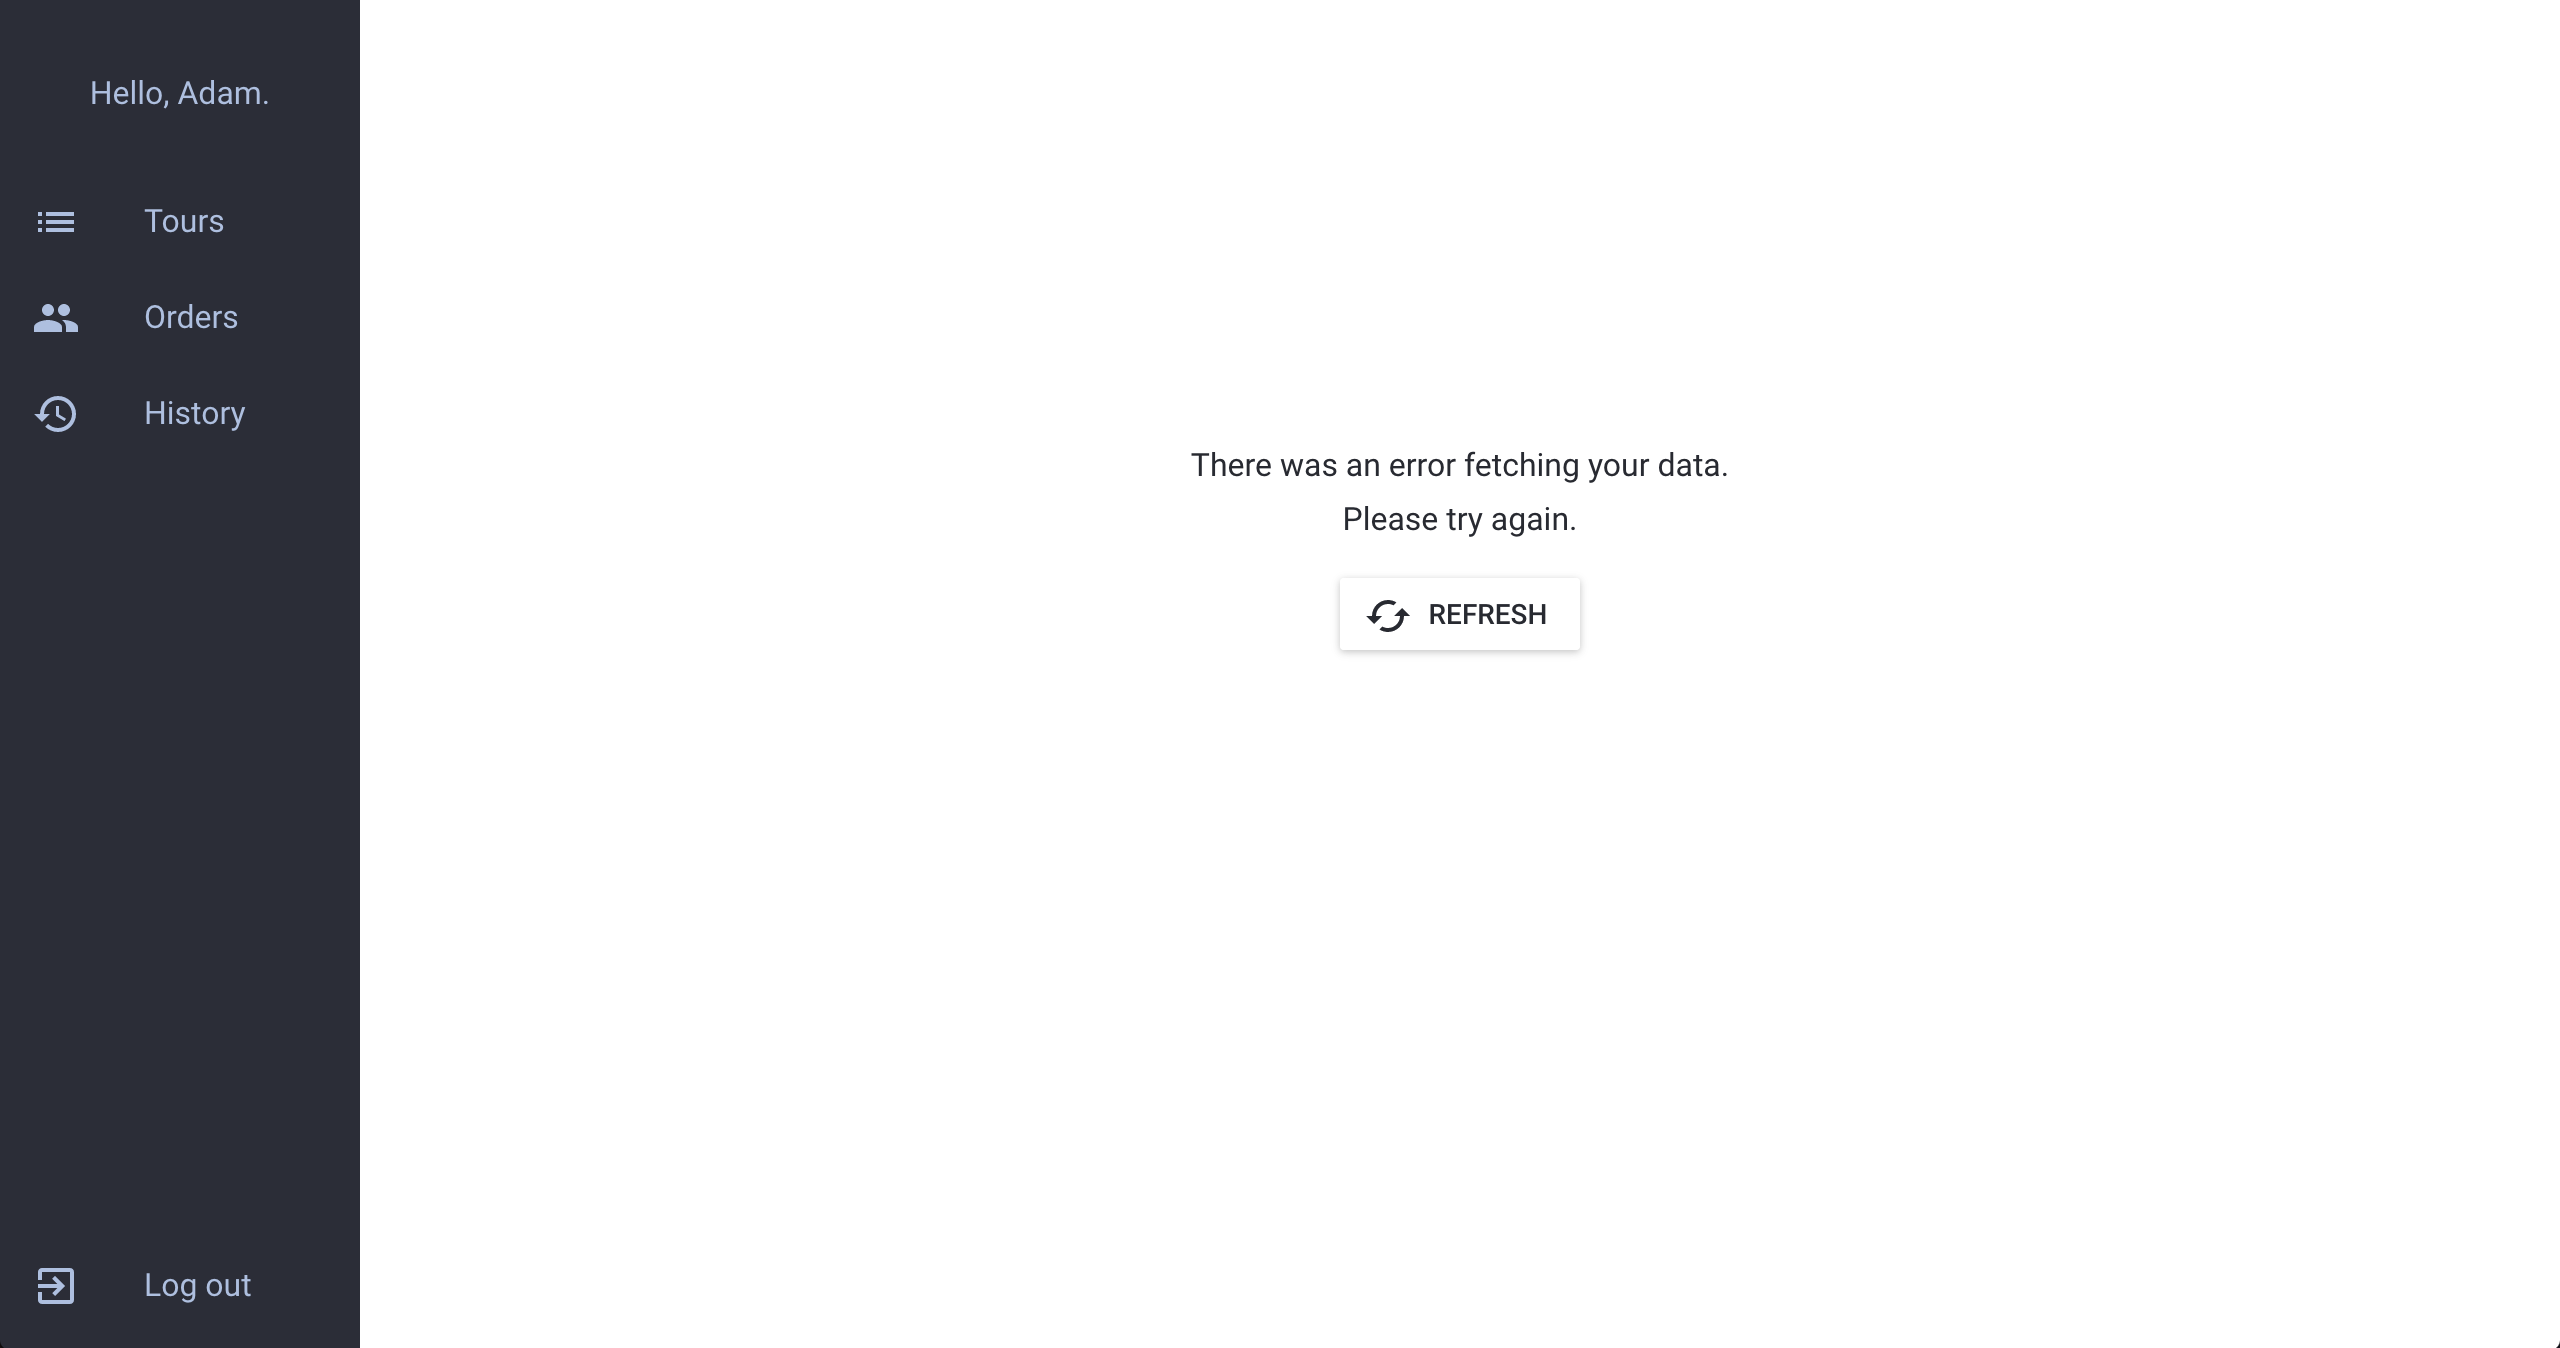 Hello, Adam.
Tours
Orders
History
There was an error fetching your data.
Please try again.
REFRESH
Log out